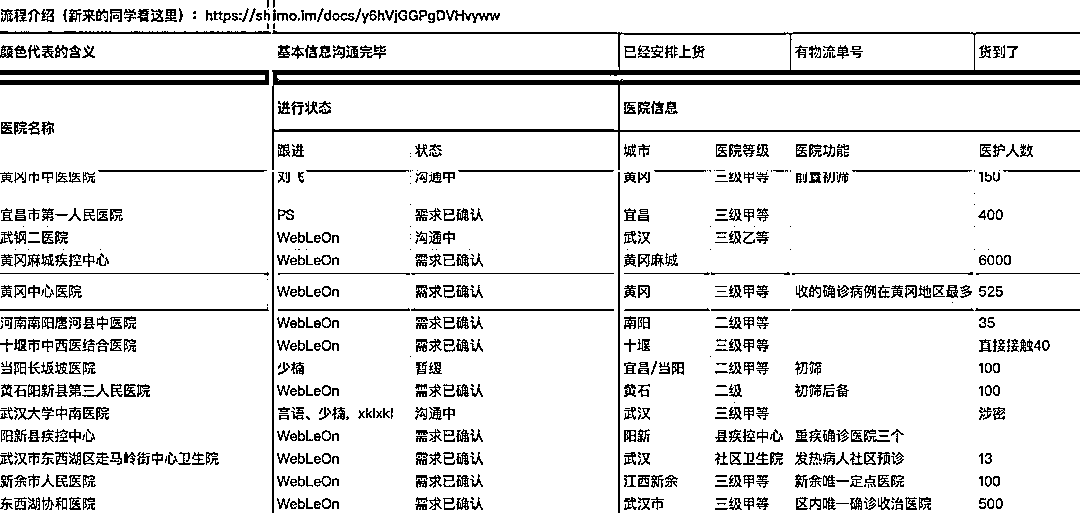 流程介绍（新来的同学看这里）：https://shimo.im/docs/y6hVjGGPgDVHvyww
颜色代表的含义 基本信息沟通完毕 已经安排上货 有物流单号 货到了
进行状态 医院信息
医院名称
跟进 状态 城市 医院等级 医院功能 医护人数
黄冈市中医医院 刘飞 沟通中 黄冈 三级甲等 前置初筛 150
宜昌市第一人民医院 PS 需求已确认 宜昌 三级甲等 400
武钢二医院 WebLeOn 沟通中 武汉 三级乙等
黄冈麻城疾控中心 WebLeOn 需求已确认 黄冈麻城 6000
黄冈中心医院 WebLeOn 需求已确认 黄冈 三级甲等 收的确诊病例在黄冈地区最多 525
河南南阳唐河县中医院 WebLeOn 需求已确认 南阳 二级甲等 35
十堰市中西医结合医院 WebLeOn 需求已确认 十堰 三级甲等 直接接触40
当阳长坂坡医院 少楠 暂缓 宜昌/当阳 二级甲等 初筛 100
黄石阳新县第三人民医院 WebLeOn 需求已确认 黄石 二级 初筛后备 100
武汉大学中南医院 言语、少楠，xklxkl 沟通中 武汉 三级甲等 涉密
阳新县疾控中心 WebLeOn 需求已确认 阳新 县疾控中心 重疾确诊医院三个
武汉市东西湖区走马岭街中心卫生院 WebLeOn 需求已确认 武汉 社区卫生院 发热病人社区预诊 13
新余市人民医院 WebLeOn 需求已确认 江西新余 三级甲等 新余唯一定点医院 100
东西湖协和医院 WebLeOn 需求已确认 武汉市 三级甲等 区内唯一确诊收治医院 500